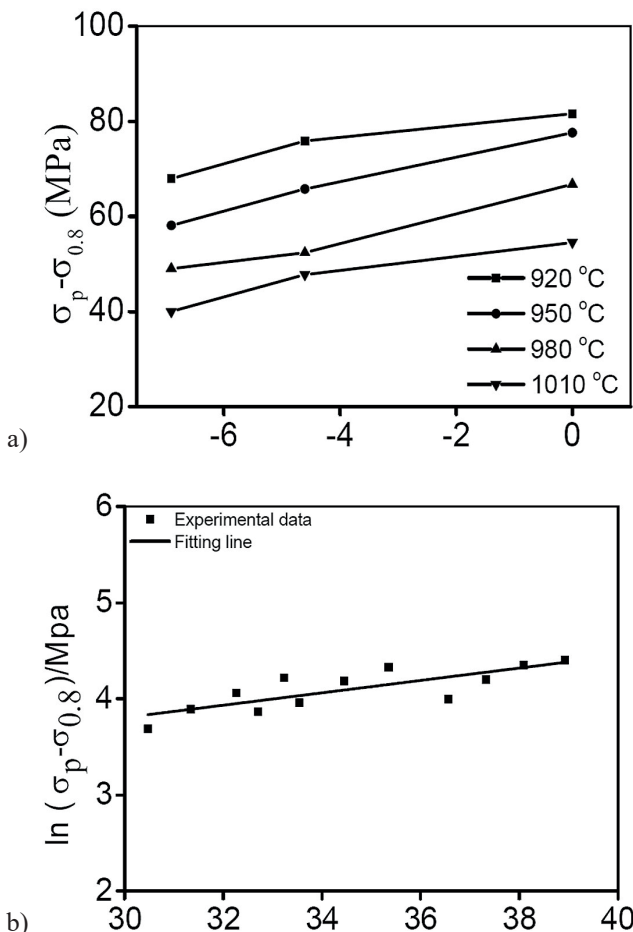 100
80
60
40
20
σp-σ0.8 (MPa)
920 °C
950 °C
980 °C
1010 °C
-6 -4 -2 0
a)
6
5
4
3
2
ln (σp-σ0.8)/Mpa
Experimental data
Fitting line
30 32 34 36 38 40
b)